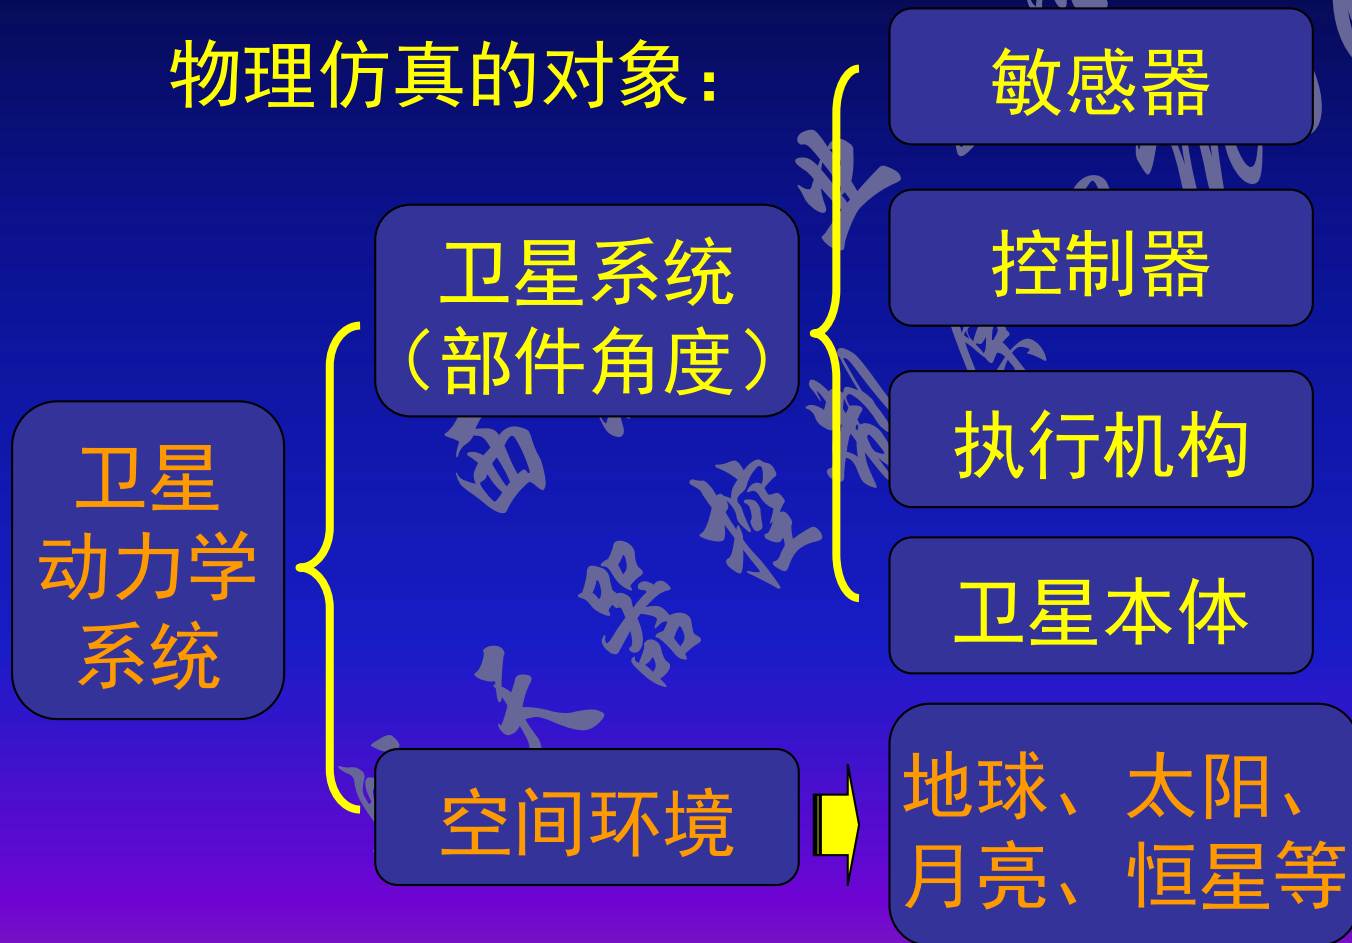 物理仿真的对象：
敏感器
控制器
卫星系统
（部件角度）
执行机构
卫星
动力学
系统
卫星本体
空间环境
地球、太阳、
月亮、恒星等